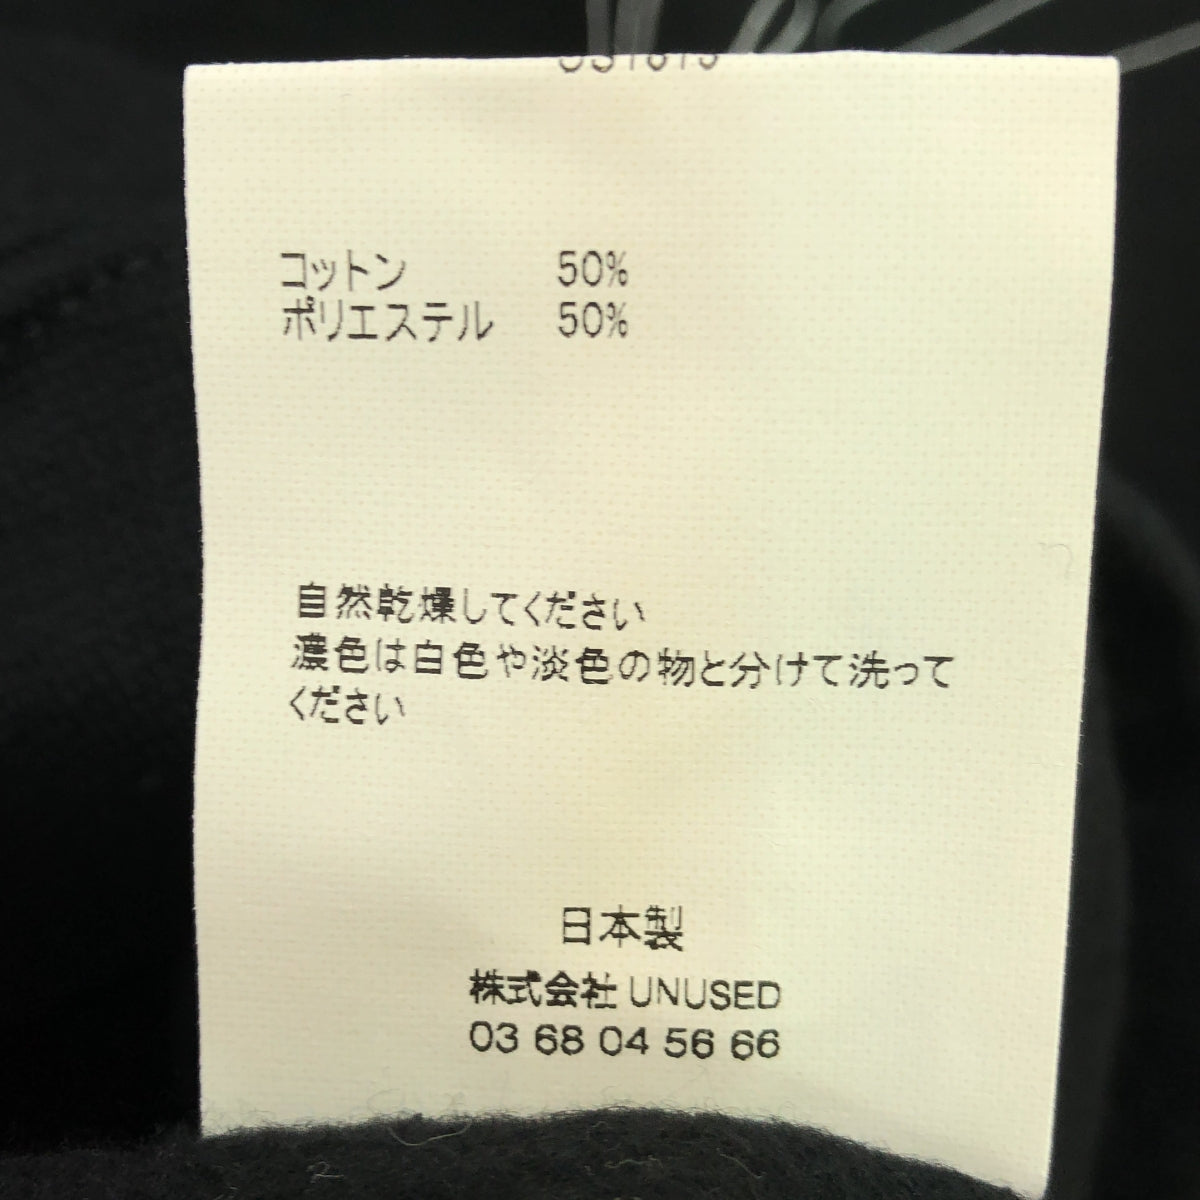 コットン 50%
ポリエステル 50%
自然乾燥してください
濃色は白色や淡色の物と分けて洗って
ください
日本製
株式会社 UNUSED
03 68 04 56 66